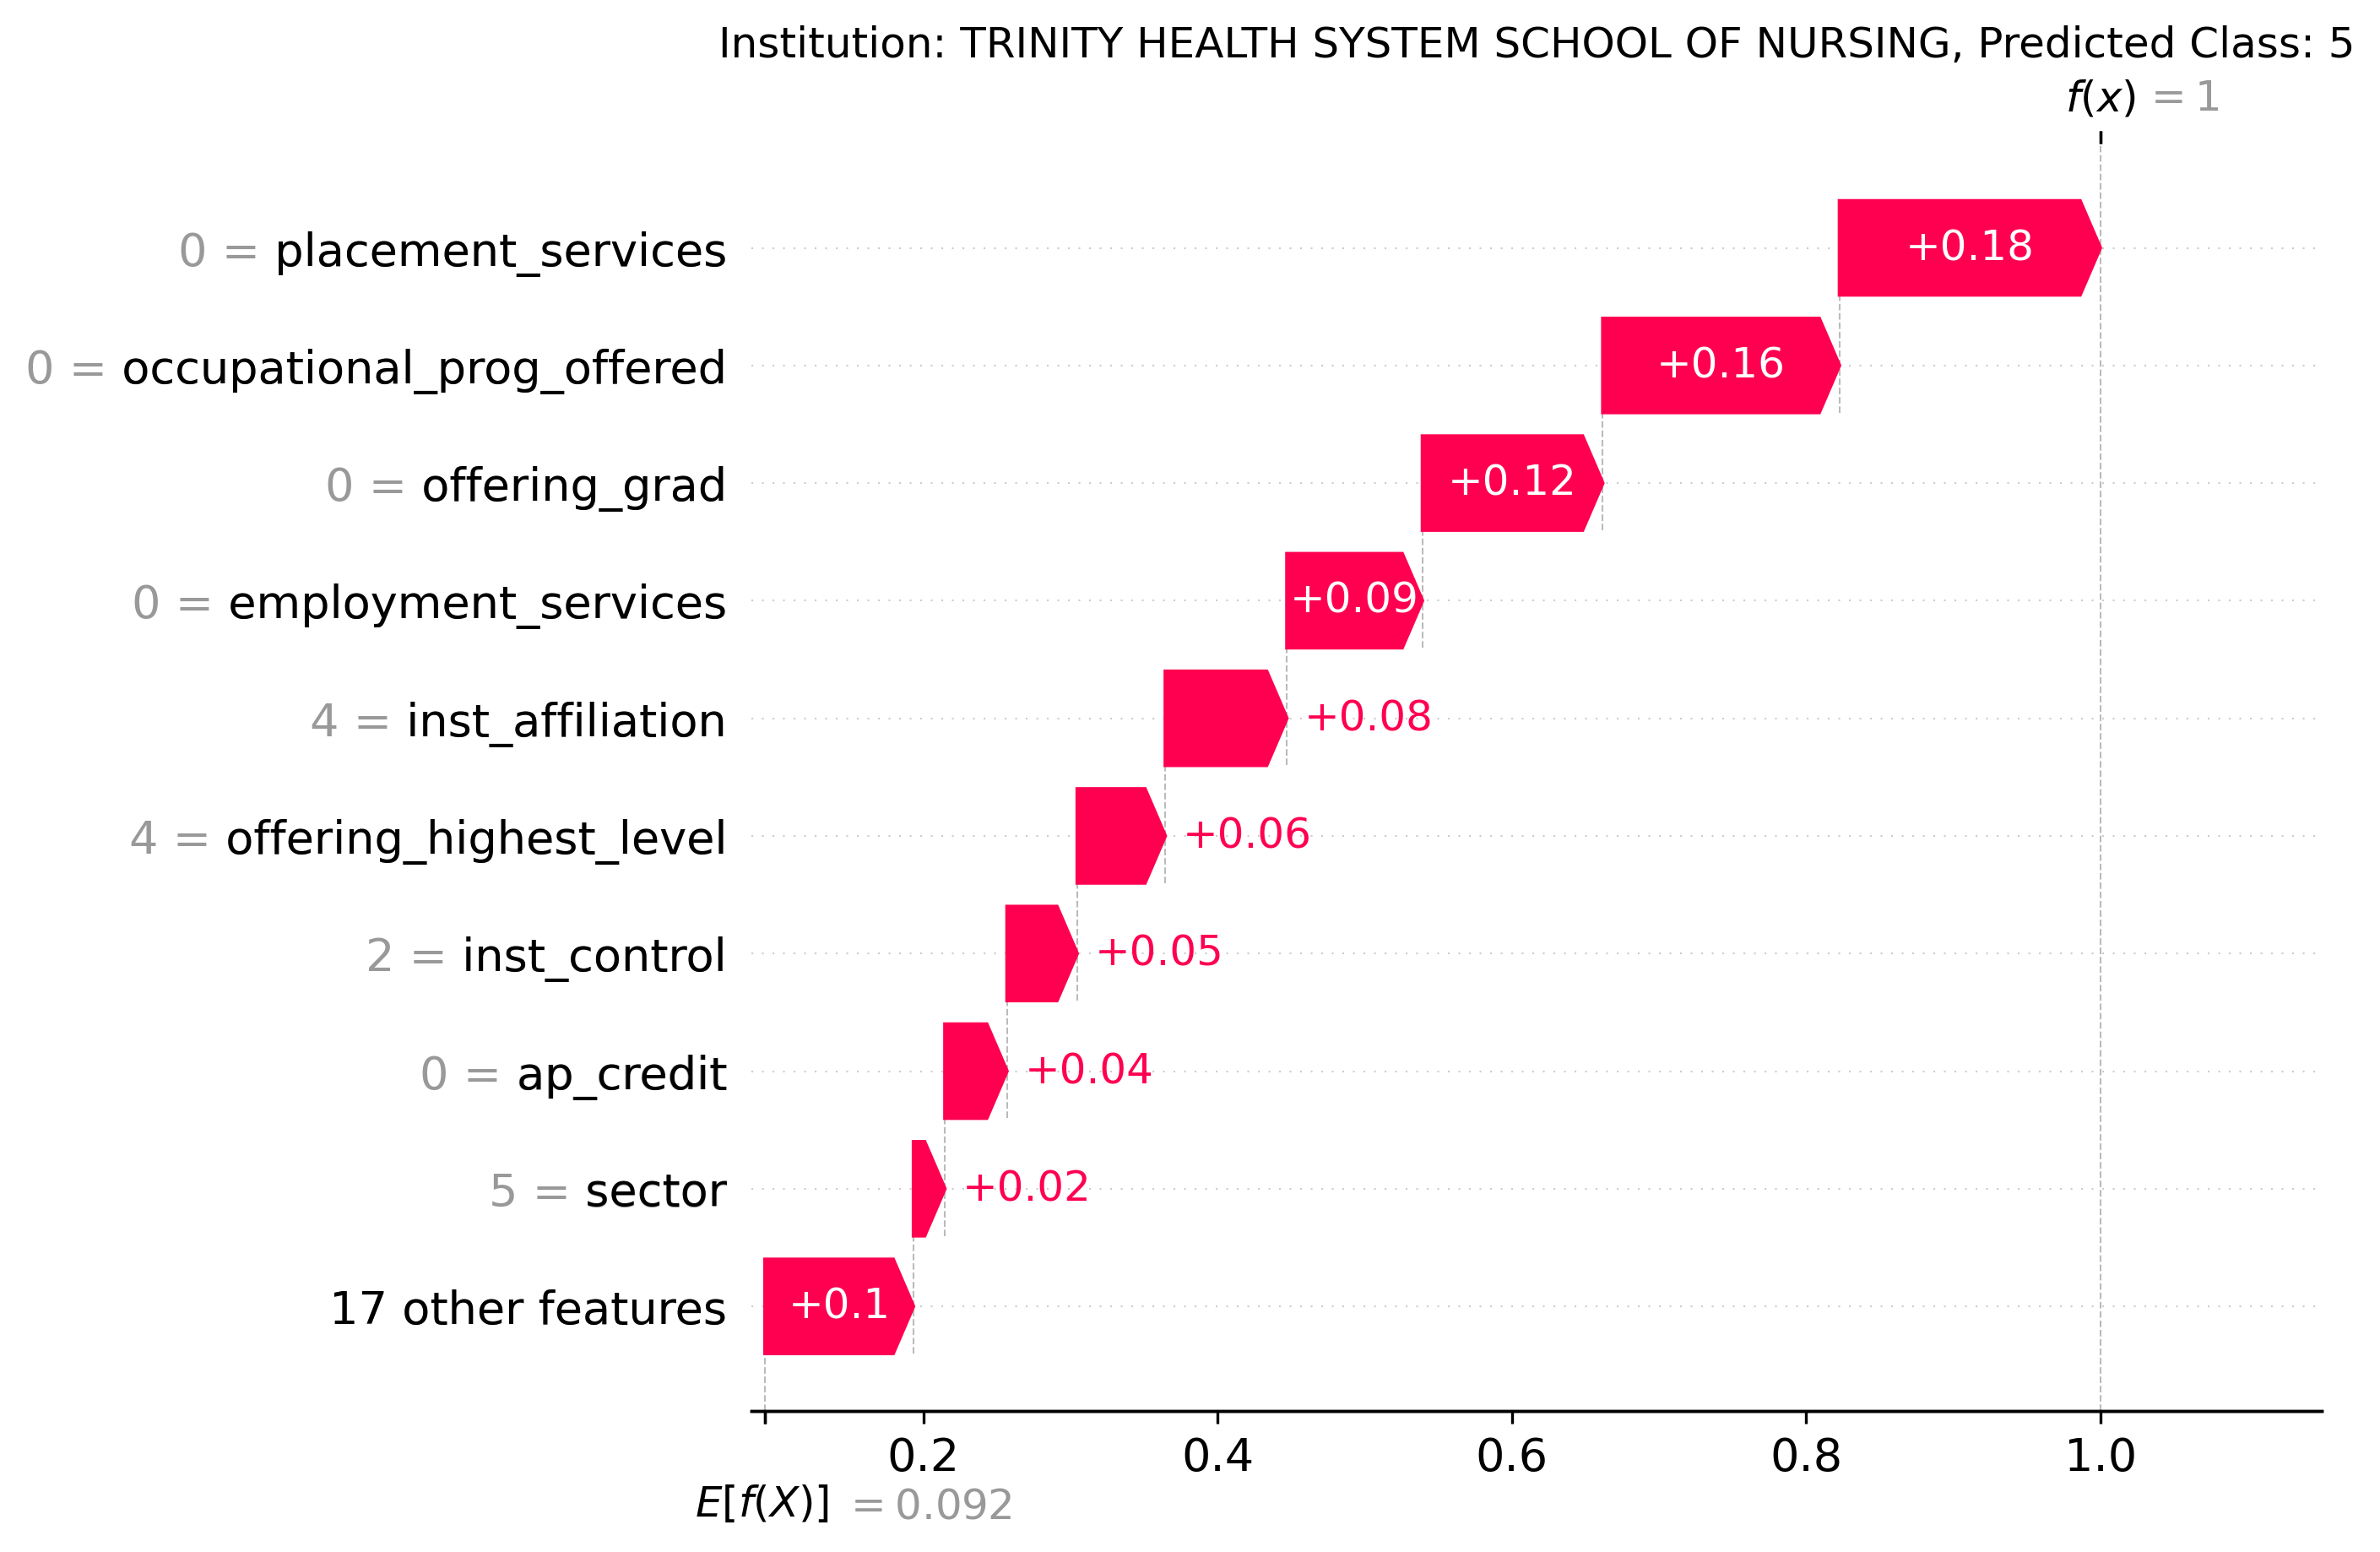 Institution: TRINITY HEALTH SYSTEM SCHOOL OF NURSING, Predicted Class: 5
f(x) = 1
0 = placement_services
+0.18
0 = occupational_prog_offered
+0.16
0 = offering_grad
+0.12
0 = employment_services
+0.09
4 = inst_affiliation
+0.08
4 = offering_highest_level
+0.06
2 = inst_control
+0.05
0 = ap_credit
+0.04
5 = sector
+0.02
17 other features
+0.1
0.2 0.4 0.6 0.8 1.0
E[f(X)] = 0.092